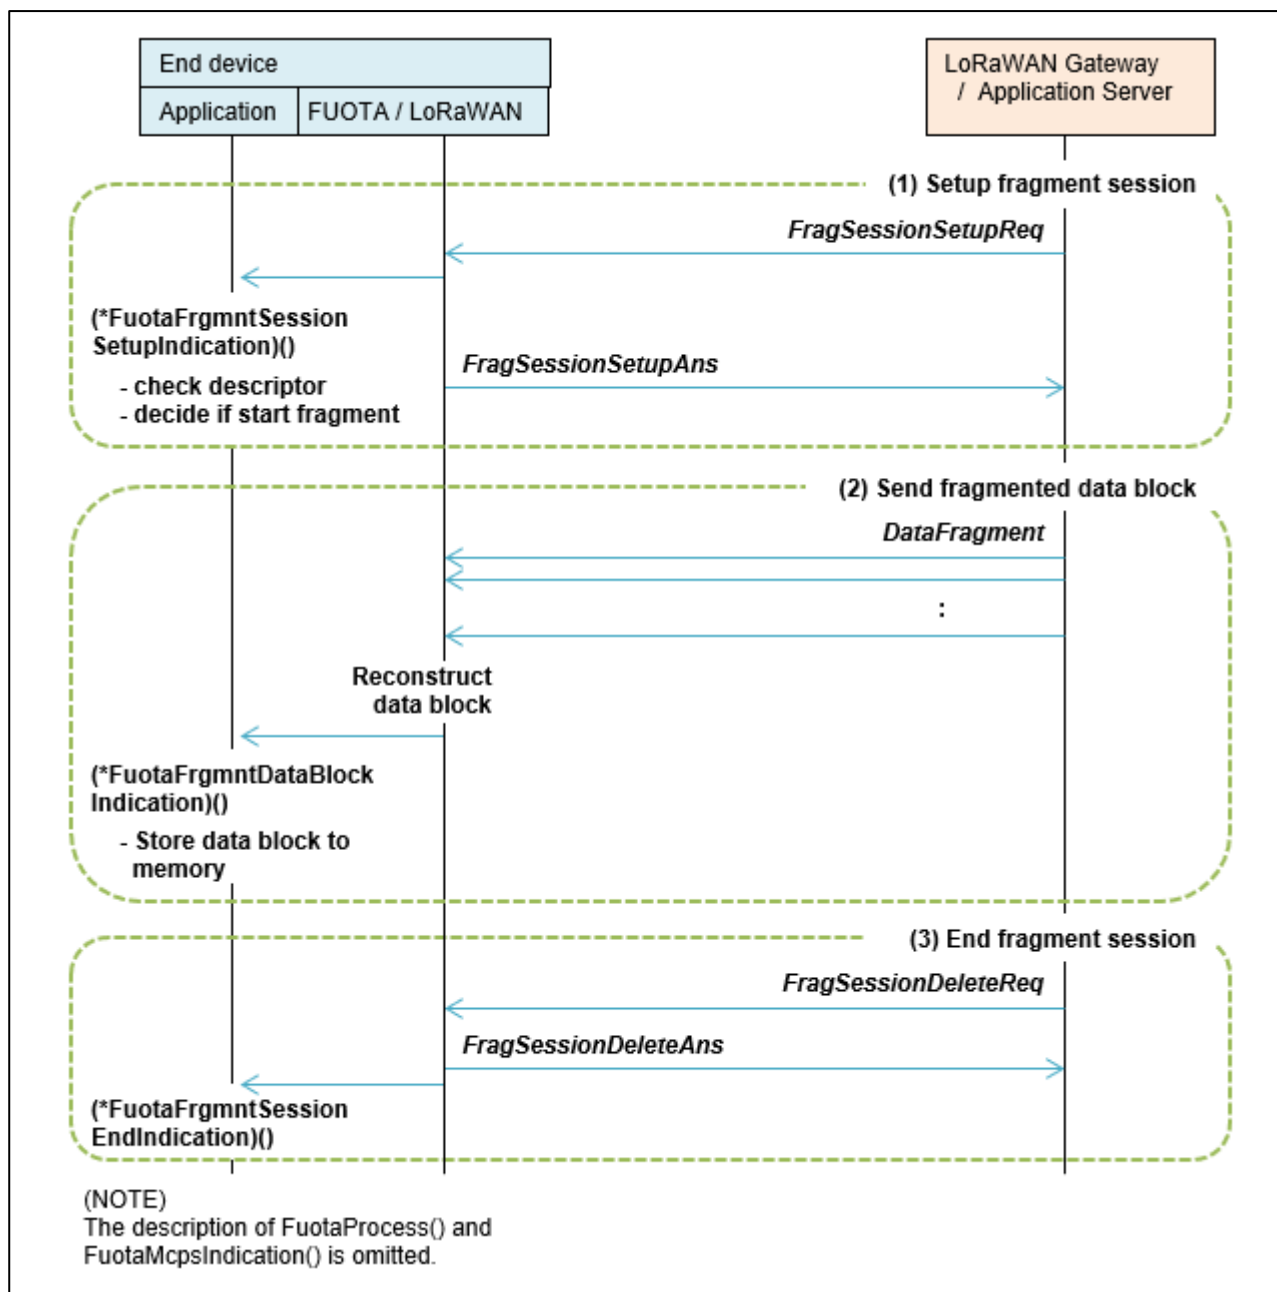 End device
Application
FUOTA / LoRaWAN
LoRaWAN Gateway
/ Application Server
(1) Setup fragment session
FragSessionSetupReq
(*FuotaFrgmntSession
SetupIndication)()
- check descriptor
- decide if start fragment
FragSessionSetupAns
(2) Send fragmented data block
DataFragment
:
Reconstruct
data block
(*FuotaFrgmntDataBlock
Indication)()
- Store data block to
memory
(3) End fragment session
FragSessionDeleteReq
FragSessionDeleteAns
(*FuotaFrgmntSession
EndIndication)()
(NOTE)
The description of FuotaProcess() and
FuotaMcpsIndication() is omitted.